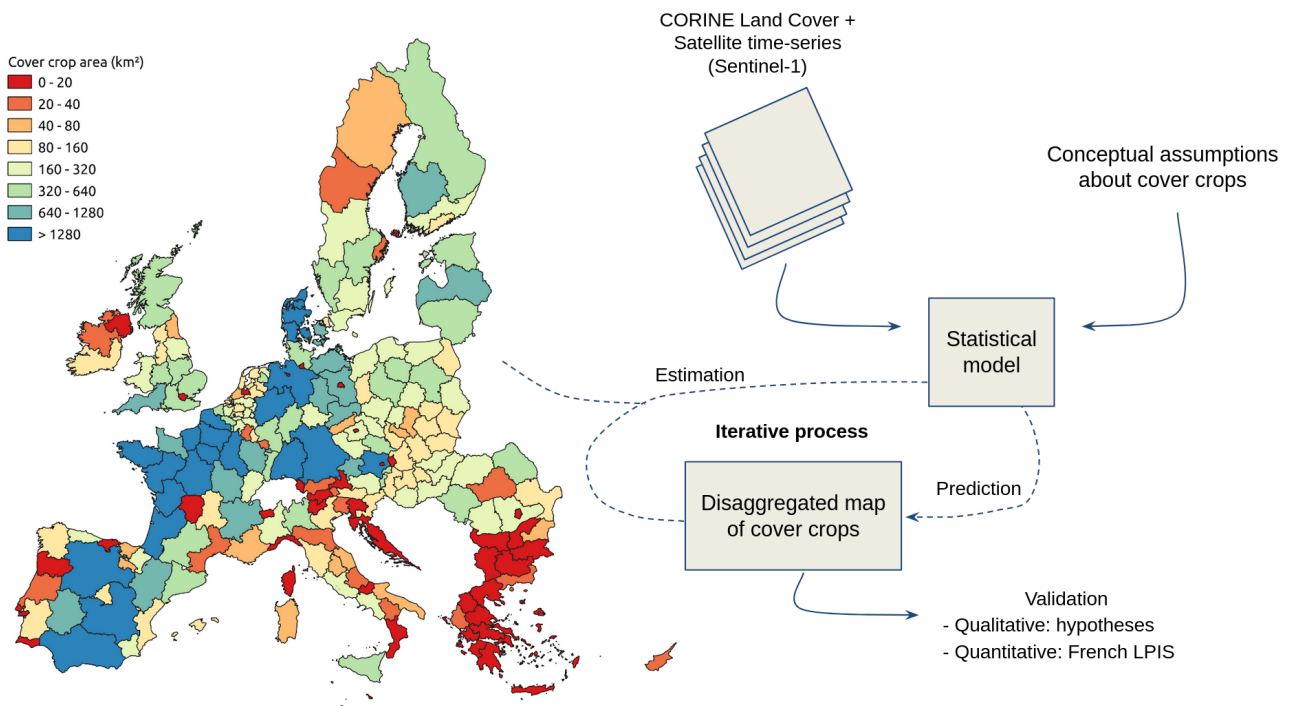 Cover crop area (km²)
0 - 20
20 - 40
40 - 80
80 - 160
160 - 320
320 - 640
640 - 1280
> 1280
CORINE Land Cover +
Satellite time-series
(Sentinel-1)
Conceptual assumptions
about cover crops
Statistical
model
Estimation
Iterative process
Prediction
Disaggregated map
of cover crops
Validation
- Qualitative: hypotheses
- Quantitative: French LPIS